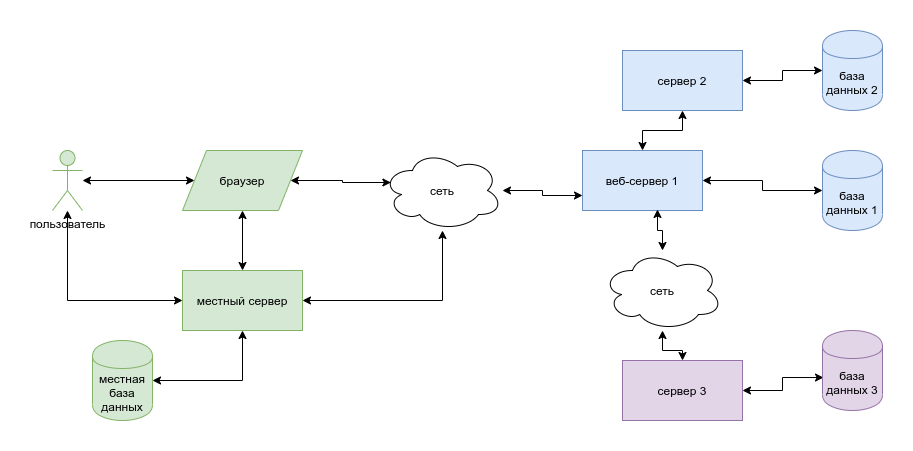 сервер 2
база
данных 2
пользователь
браузер
сеть
веб-сервер 1
база
данных 1
местный сервер
сеть
местная
база
данных
сервер 3
база
данных 3